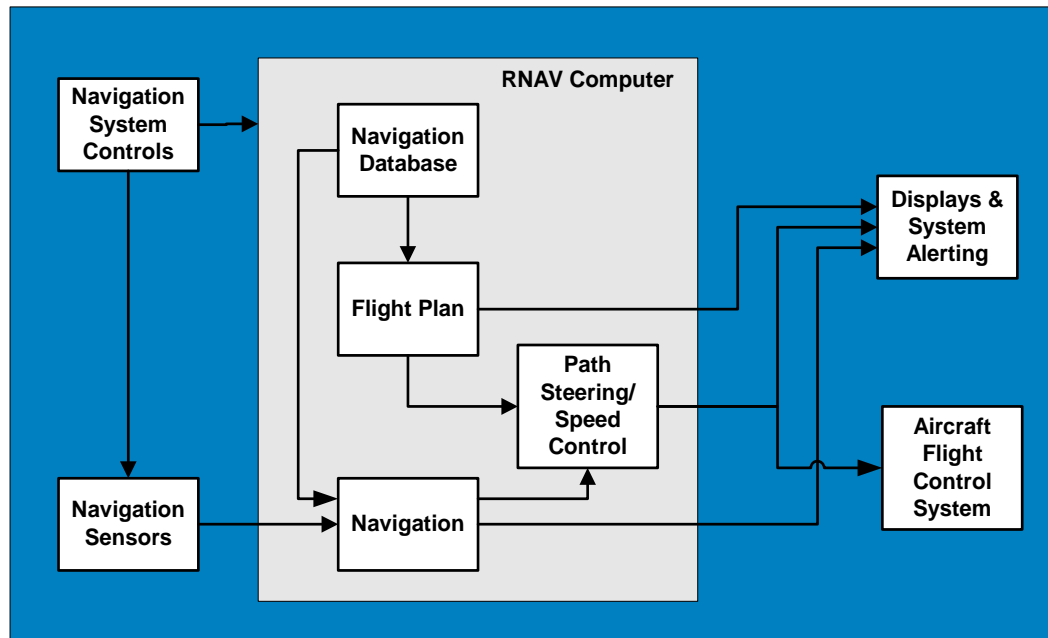 RNAV Computer
Navigation
System
Controls
Navigation
Database
Displays &
System
Alerting
Flight Plan
Path
Steering/
Speed
Control
Aircraft
Flight
Control
System
Navigation
Sensors
Navigation